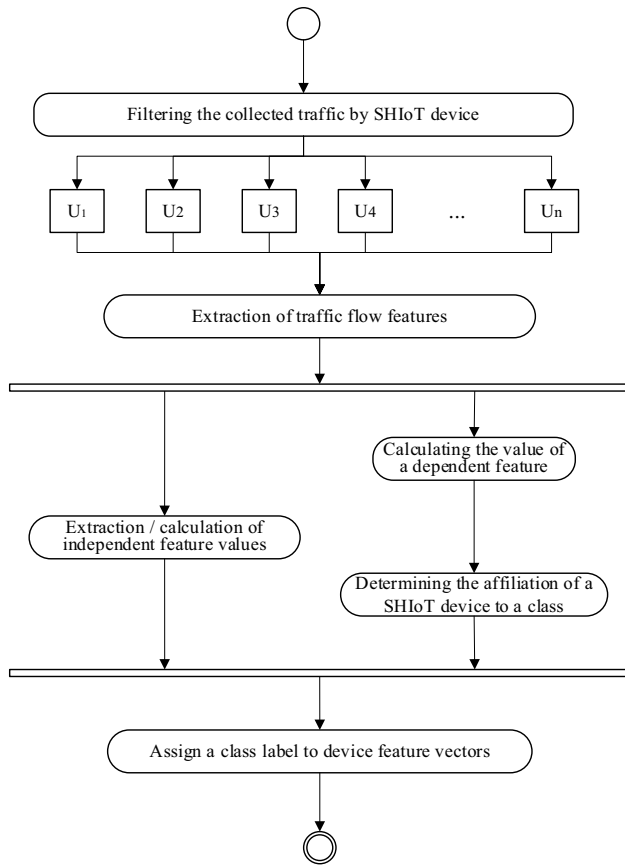 Filtering the collected traffic by SHIoT device
U1 U2 U3 U4 ... Un
Extraction of traffic flow features
Calculating the value of
a dependent feature
Extraction / calculation of
independent feature values
Determining the affiliation of a
SHIoT device to a class
Assign a class label to device feature vectors